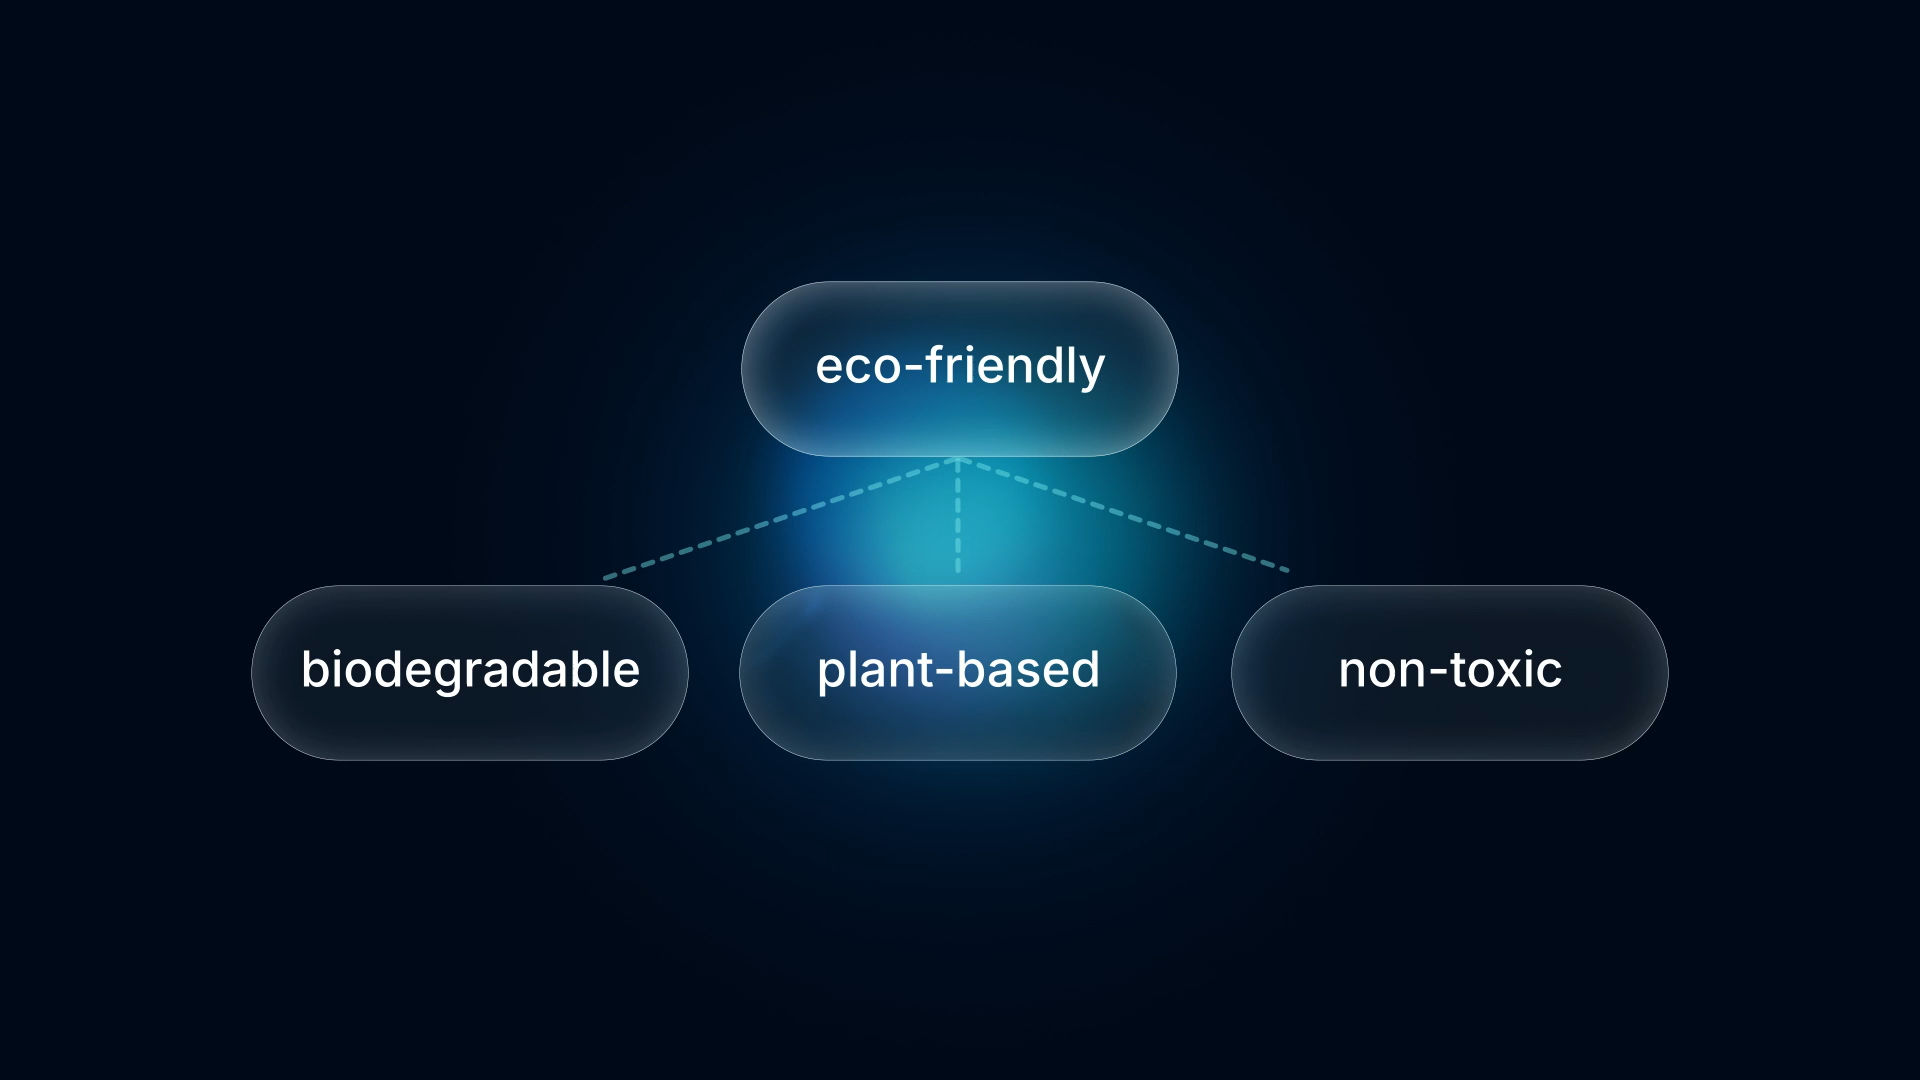 eco-friendly
biodegradable
plant-based
non-toxic